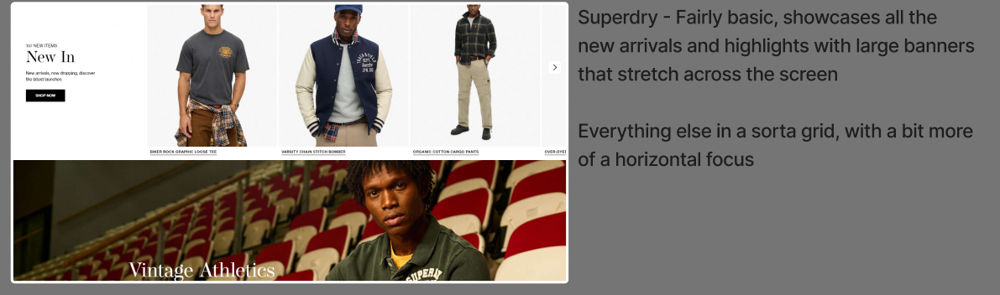 107 NEW ITEMS
New In
New arrivals, now dropping, discover
the latest launches
SHOP NOW
BIKER ROCK GRAPHIC LOOSE TEE
VARSITY CHAIN STITCH BOMBER
ORGANIC COTTON CARGO PANTS
OVER-DYED
Vintage Athletics
SUPERDRY
Superdry - Fairly basic, showcases all the
new arrivals and highlights with large banners
that stretch across the screen
Everything else in a sorta grid, with a bit more
of a horizontal focus